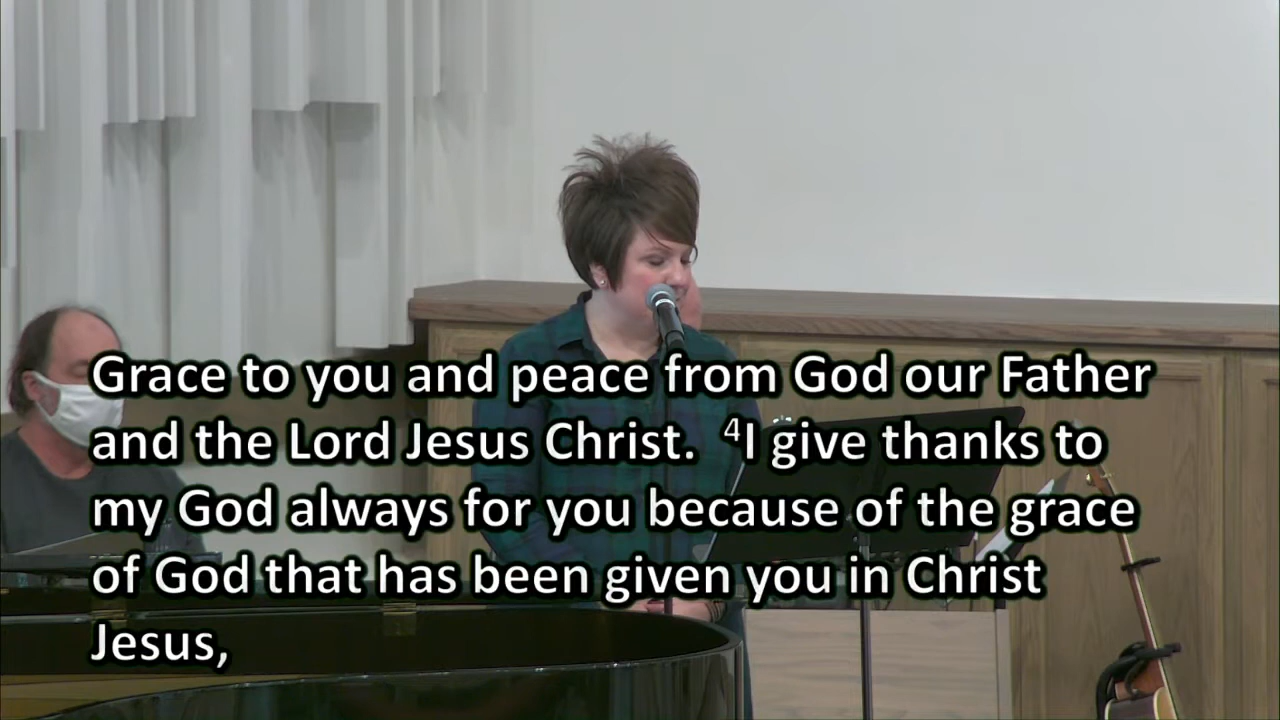 Grace to you and peace from God our Father
and the Lord Jesus Christ. ⁴I give thanks to
my God always for you because of the grace
of God that has been given you in Christ
Jesus,